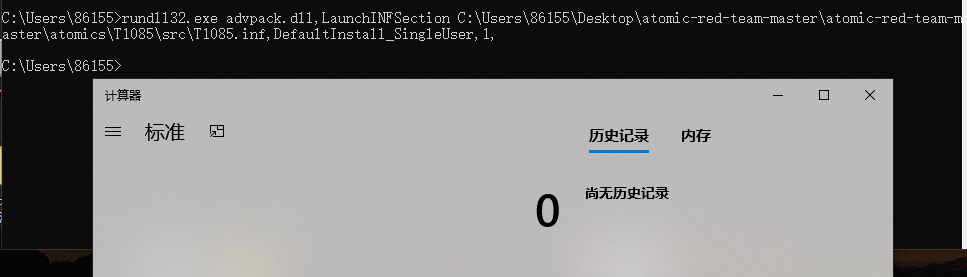 C:\Users\86155>rundll32.exe advpack.dll,LaunchINFSection C:\Users\86155\Desktop\atomic-red-team-master\atomic-red-team-m
aster\atomics\T1085\src\T1085.inf,DefaultInstall_SingleUser,1,
C:\Users\86155>
计算器
标准
历史记录 内存
尚无历史记录
0